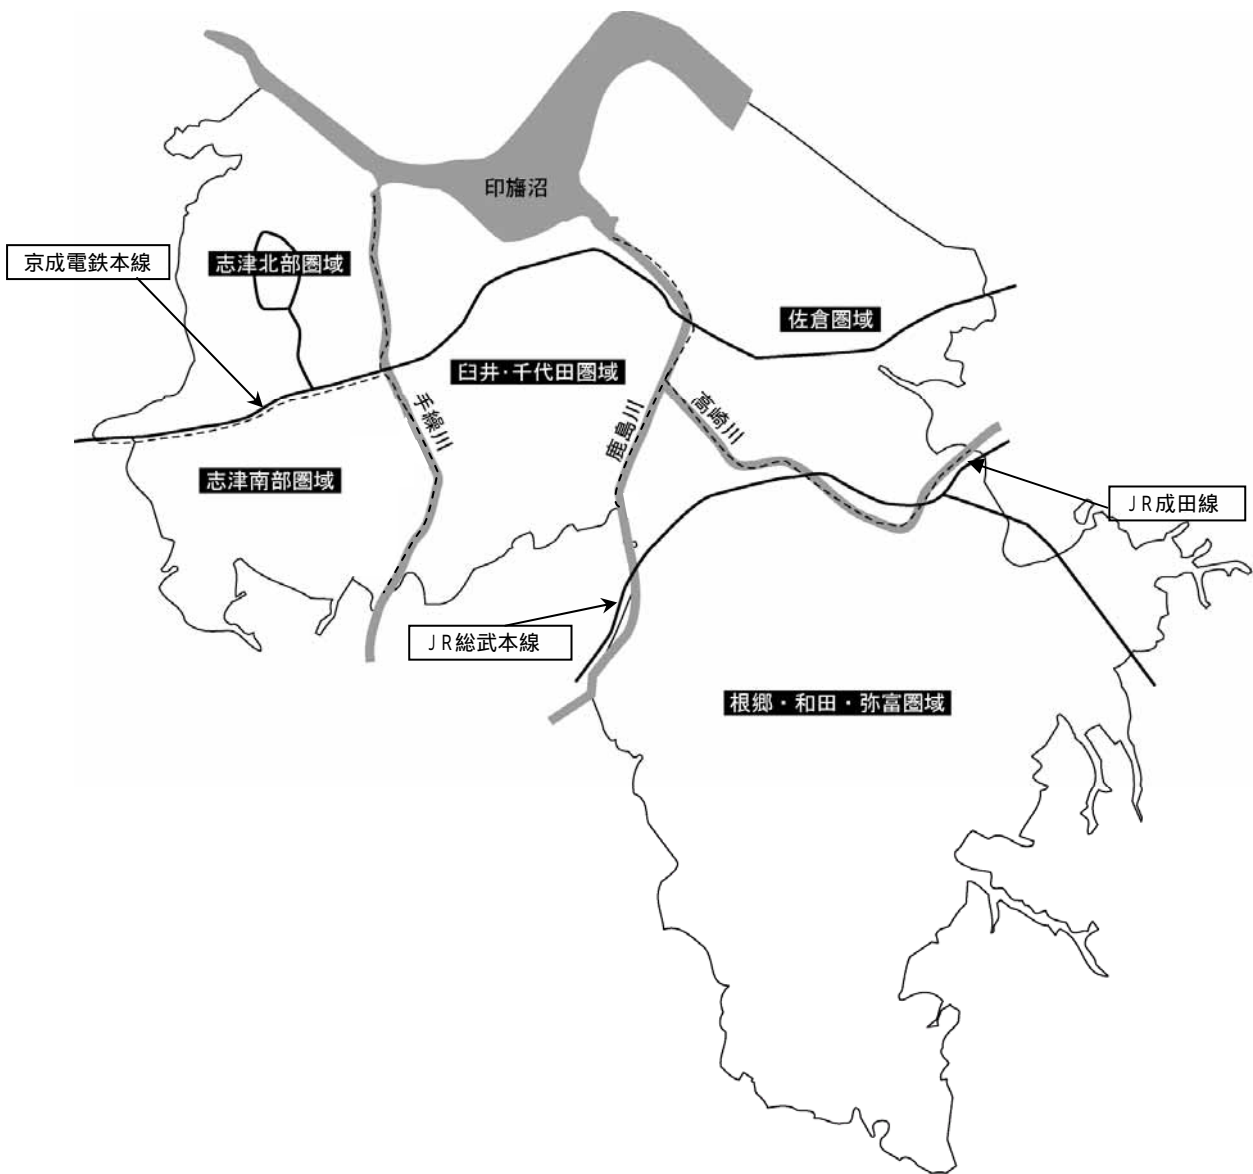 印旛沼
京成電鉄本線
志津北部圏域
佐倉圏域
臼井・千代田圏域
手繰川
鹿島川
高崎川
志津南部圏域
JR成田線
JR総武本線
根郷・和田・弥富圏域